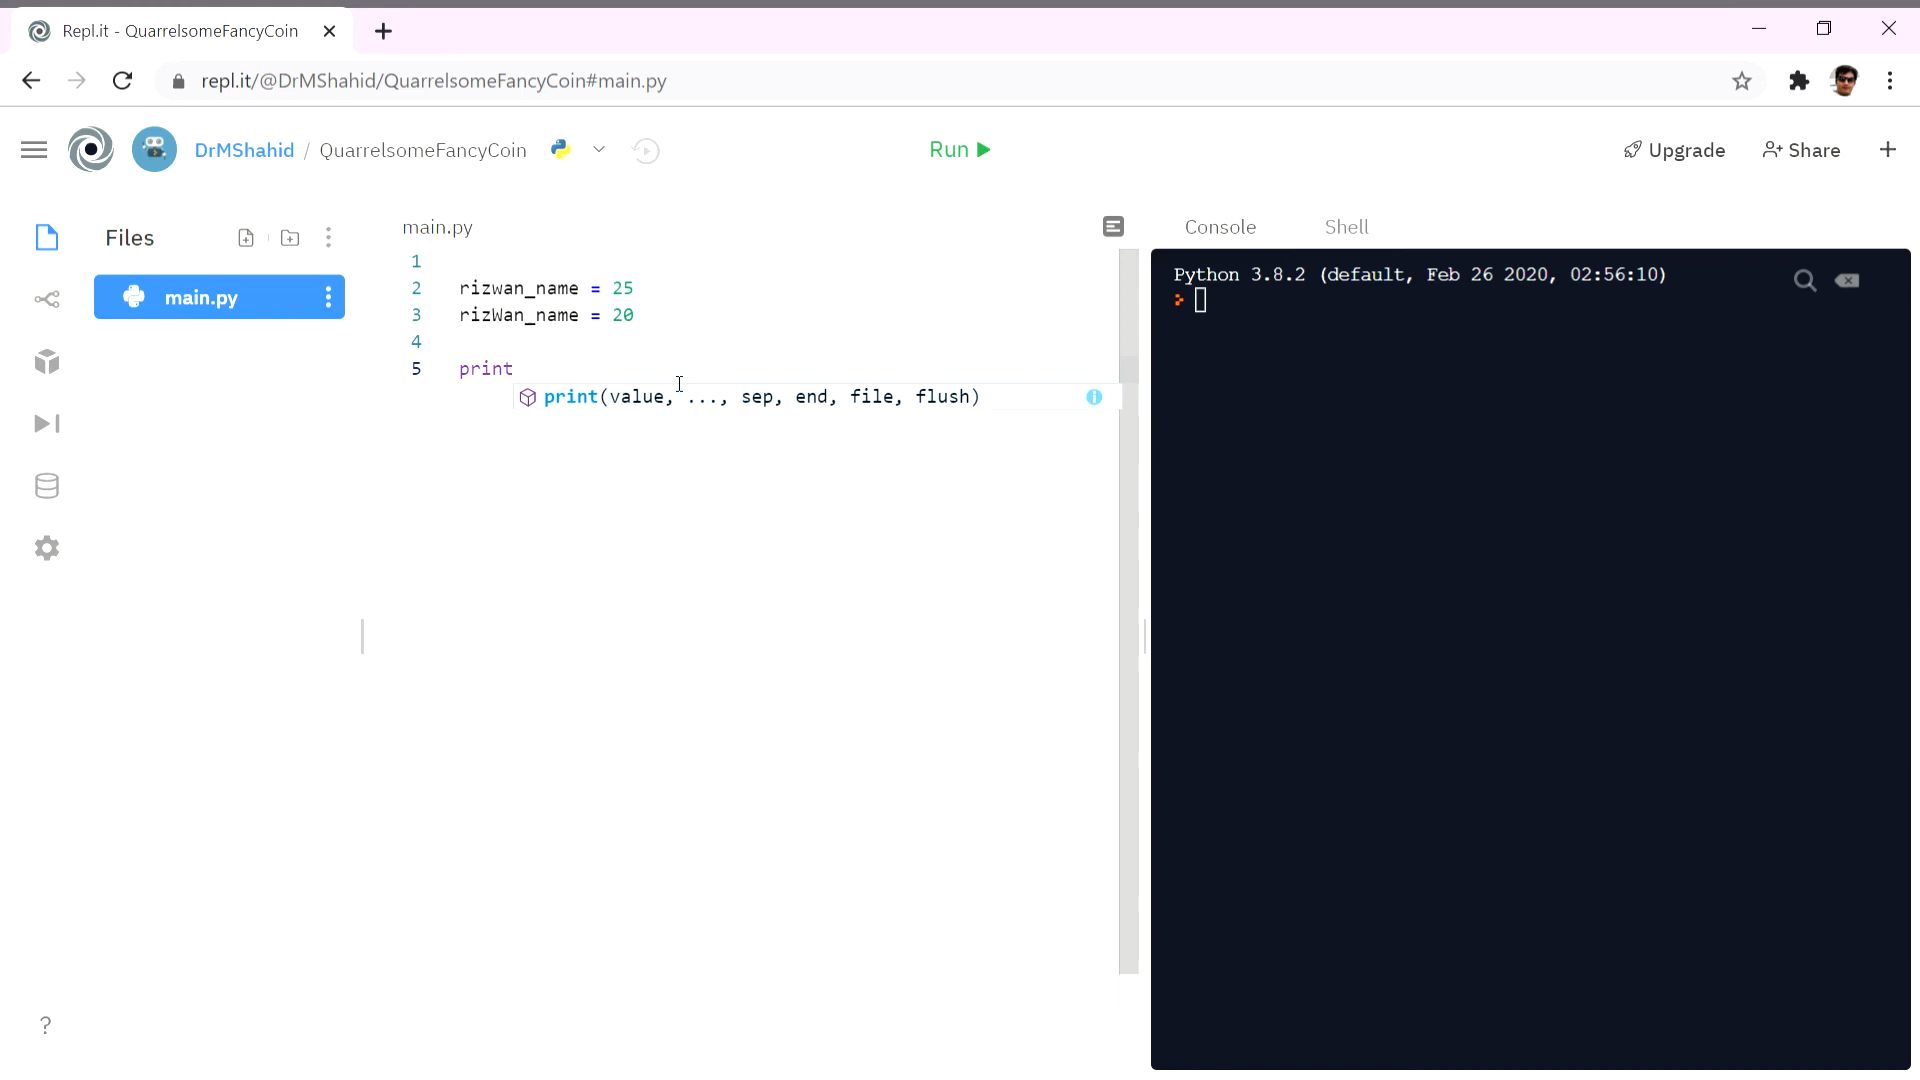 Repl.it - QuarrelsomeFancyCoin
repl.it/@DrMShahid/QuarrelsomeFancyCoin#main.py
DrMShahid / QuarrelsomeFancyCoin
Run
Upgrade
Share
Files
main.py
main.py
1
2 rizwan_name = 25
3 rizWan_name = 20
4
5 print
print(value, ..., sep, end, file, flush)
Console
Shell
Python 3.8.2 (default, Feb 26 2020, 02:56:10)
?